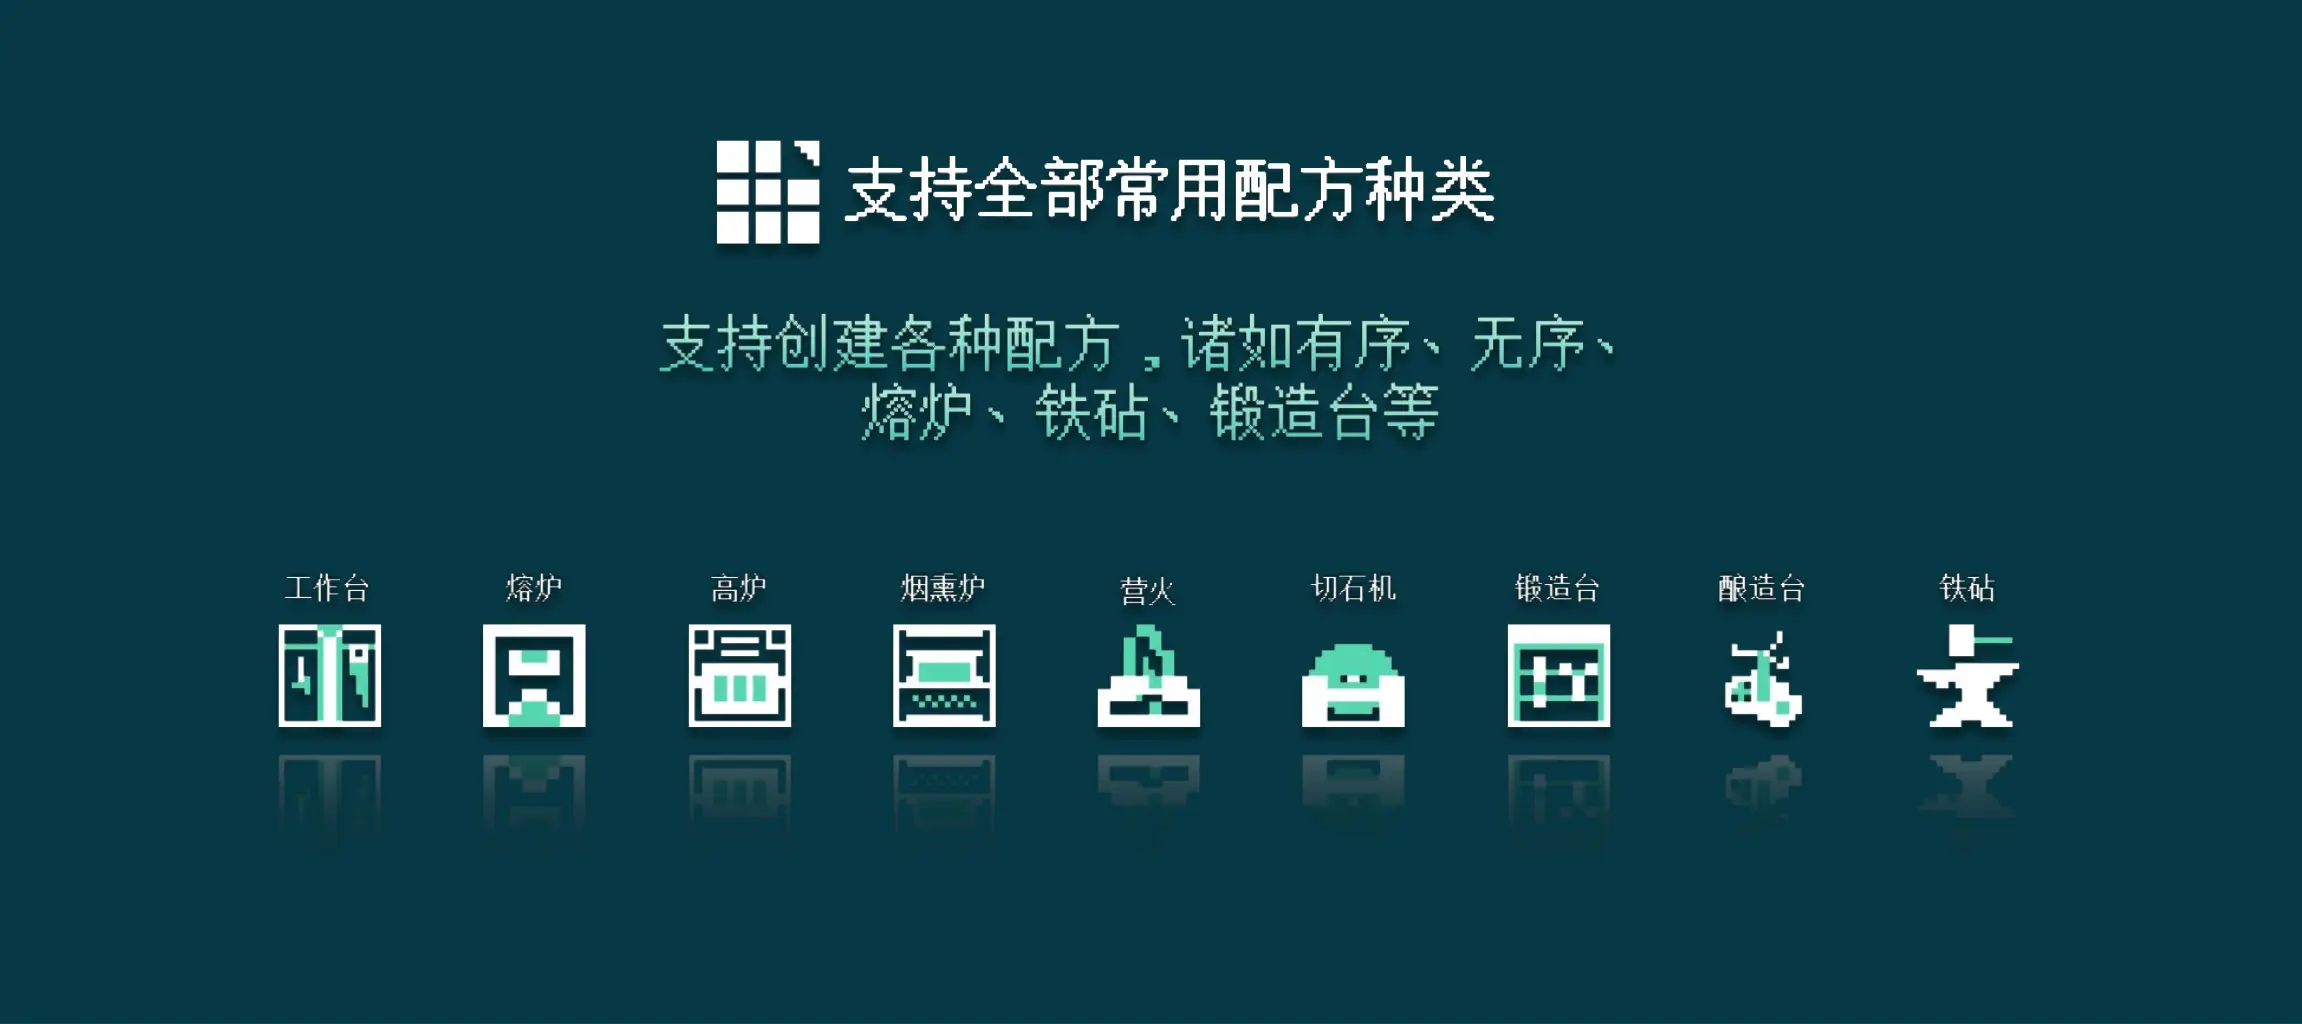 支持全部常用配方种类
支持创建各种配方，诸如有序、无序、
熔炉、铁砧、锻造台等
工作台
熔炉
高炉
烟熏炉
营火
切石机
锻造台
酿造台
铁砧